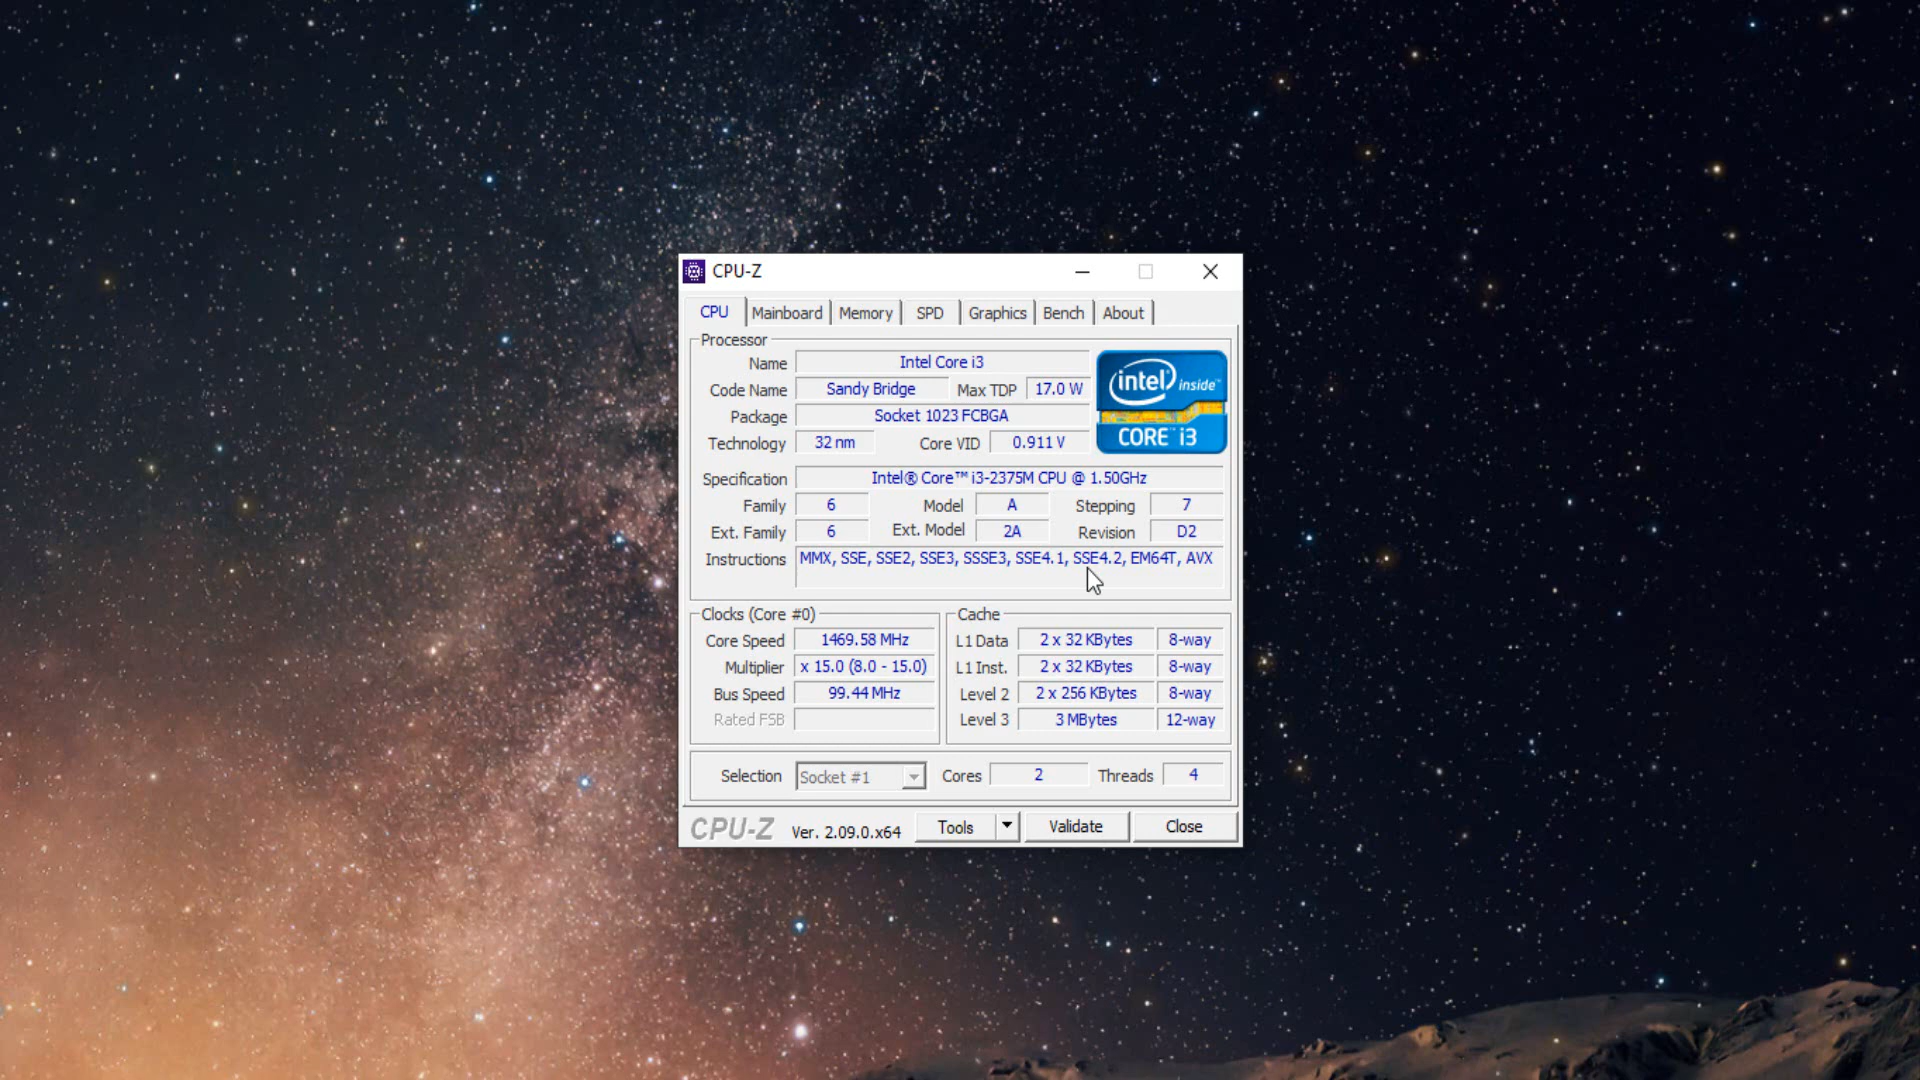 CPU-Z
CPU Mainboard Memory SPD Graphics Bench About
Processor
Name Intel Core i3
Code Name Sandy Bridge Max TDP 17.0 W
Package Socket 1023 FCBGA
Technology 32 nm Core VID 0.911 V
intel inside™
CORE™ i3
Specification Intel® Core™ i3-2375M CPU @ 1.50GHz
Family 6 Model A Stepping 7
Ext. Family 6 Ext. Model 2A Revision D2
Instructions MMX, SSE, SSE2, SSE3, SSSE3, SSE4.1, SSE4.2, EM64T, AVX
Clocks (Core #0)
Core Speed 1469.58 MHz
Multiplier x 15.0 (8.0 - 15.0)
Bus Speed 99.44 MHz
Rated FSB
Cache
L1 Data 2 x 32 KBytes 8-way
L1 Inst. 2 x 32 KBytes 8-way
Level 2 2 x 256 KBytes 8-way
Level 3 3 MBytes 12-way
Selection Socket #1 Cores 2 Threads 4
CPU-Z Ver. 2.09.0.x64 Tools Validate Close